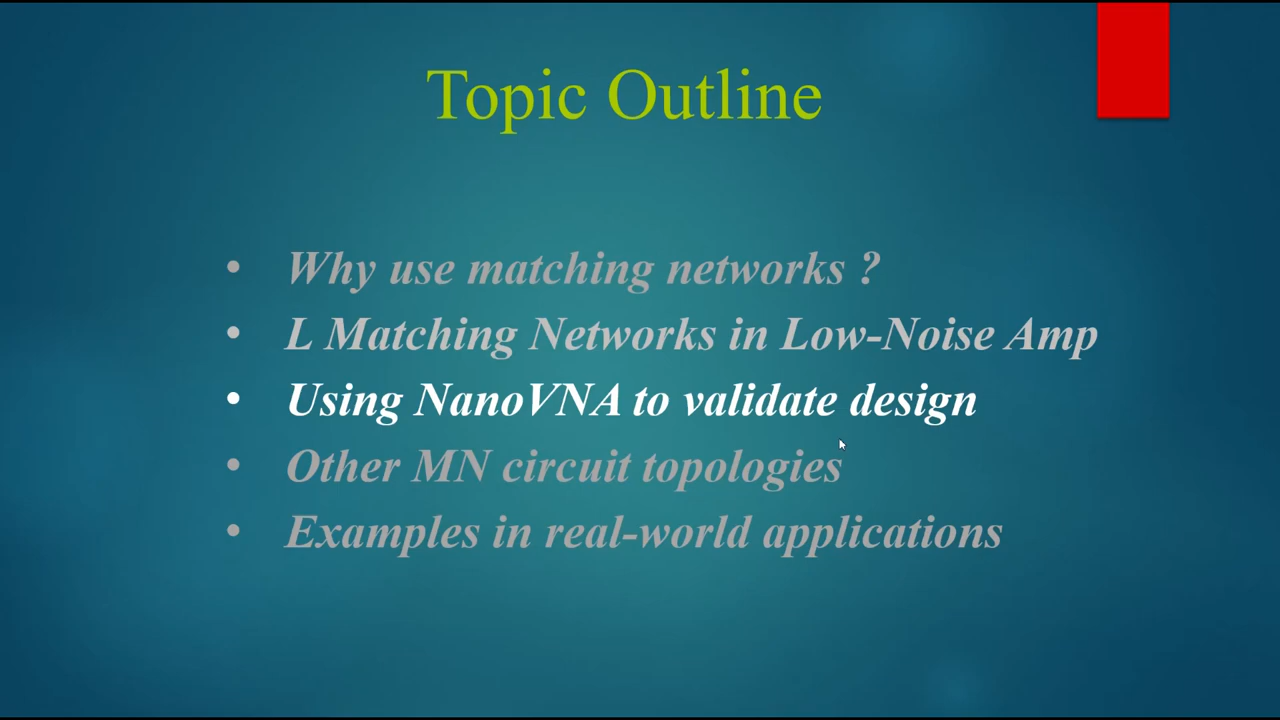 Topic Outline
• Why use matching networks ?
• L Matching Networks in Low-Noise Amp
• Using NanoVNA to validate design
• Other MN circuit topologies
• Examples in real-world applications